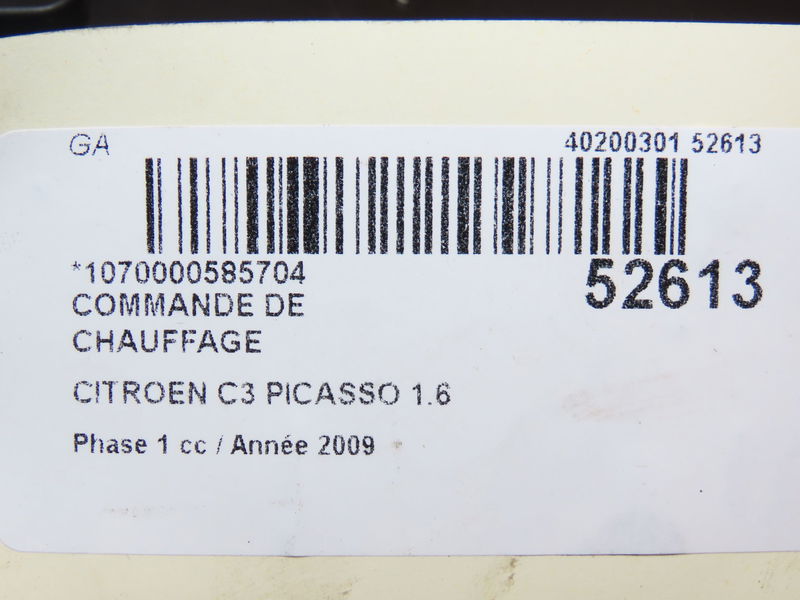 GA 40200301 52613
*1070000585704
52613
COMMANDE DE
CHAUFFAGE
CITROEN C3 PICASSO 1.6
Phase 1 cc / Année 2009